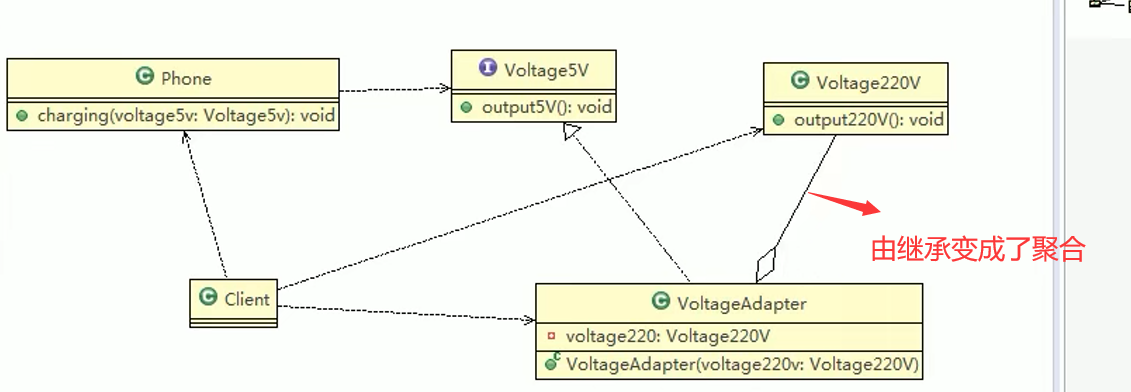 Phone
charging(voltage5v: Voltage5v): void
Voltage5V
output5V(): void
Voltage220V
output220V(): void
由继承变成了聚合
Client
VoltageAdapter
voltage220: Voltage220V
VoltageAdapter(voltage220v: Voltage220V)